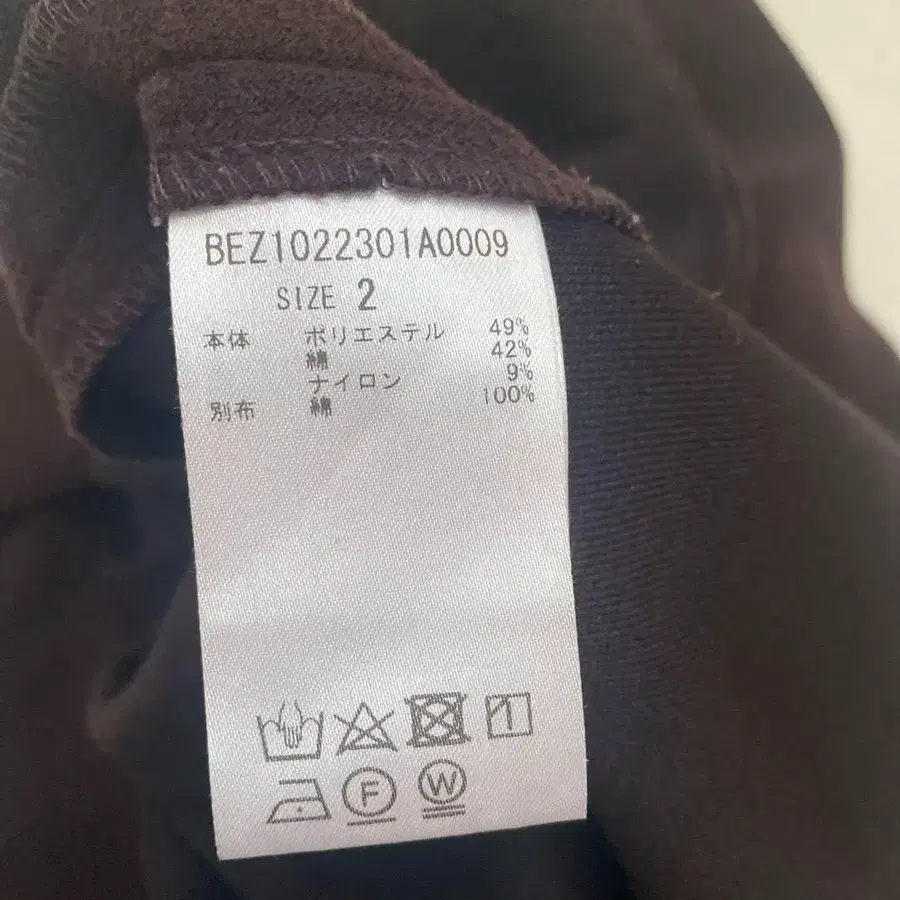 BEZ1022301A0009
SIZE 2
本体 ポリエステル 49%
綿 42%
ナイロン 9%
別布 綿 100%
F W